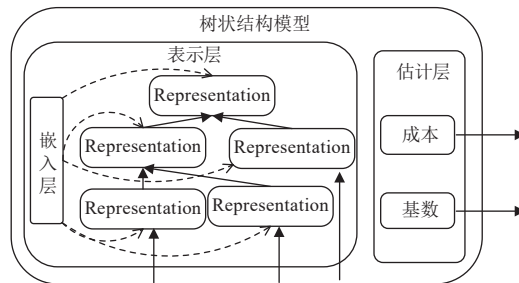 树状结构模型
表示层
估计层
Representation
嵌入层
Representation
Representation
成本
Representation
Representation
基数